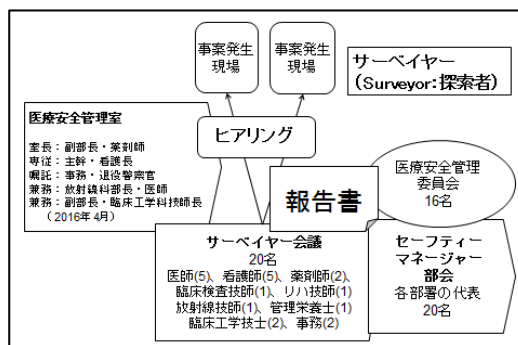 事案発生
現場
事案発生
現場
サーベイヤー
(Surveyor:探索者)
医療安全管理室
室長:副部長・薬剤師
専従:主幹・看護長
嘱託:事務・退役警察官
兼務:放射線科部長・医師
兼務:副部長・臨床工学科技師長
(2016年 4月)
ヒアリング
医療安全管理
委員会
16名
報告書
サーベイヤー会議
20名
医師(5)、看護師(5)、薬剤師(2)、
臨床検査技師(1)、リハ技師(1)
放射線技師(1)、管理栄養士(1)
臨床工学技士(2)、事務(2)
セーフティー
マネージャー
部会
各部署の代表
20名